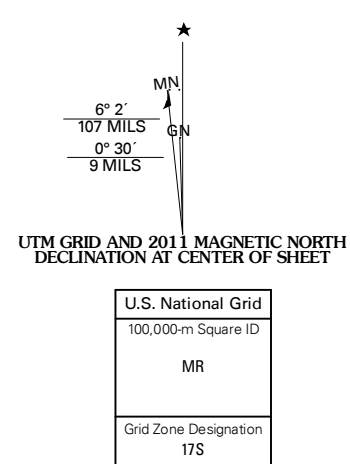 MN.
6° 2´
107 MILS
GN
0° 30´
9 MILS
UTM GRID AND 2011 MAGNETIC NORTH
DECLINATION AT CENTER OF SHEET
U.S. National Grid
100,000-m Square ID
MR
Grid Zone Designation
17S